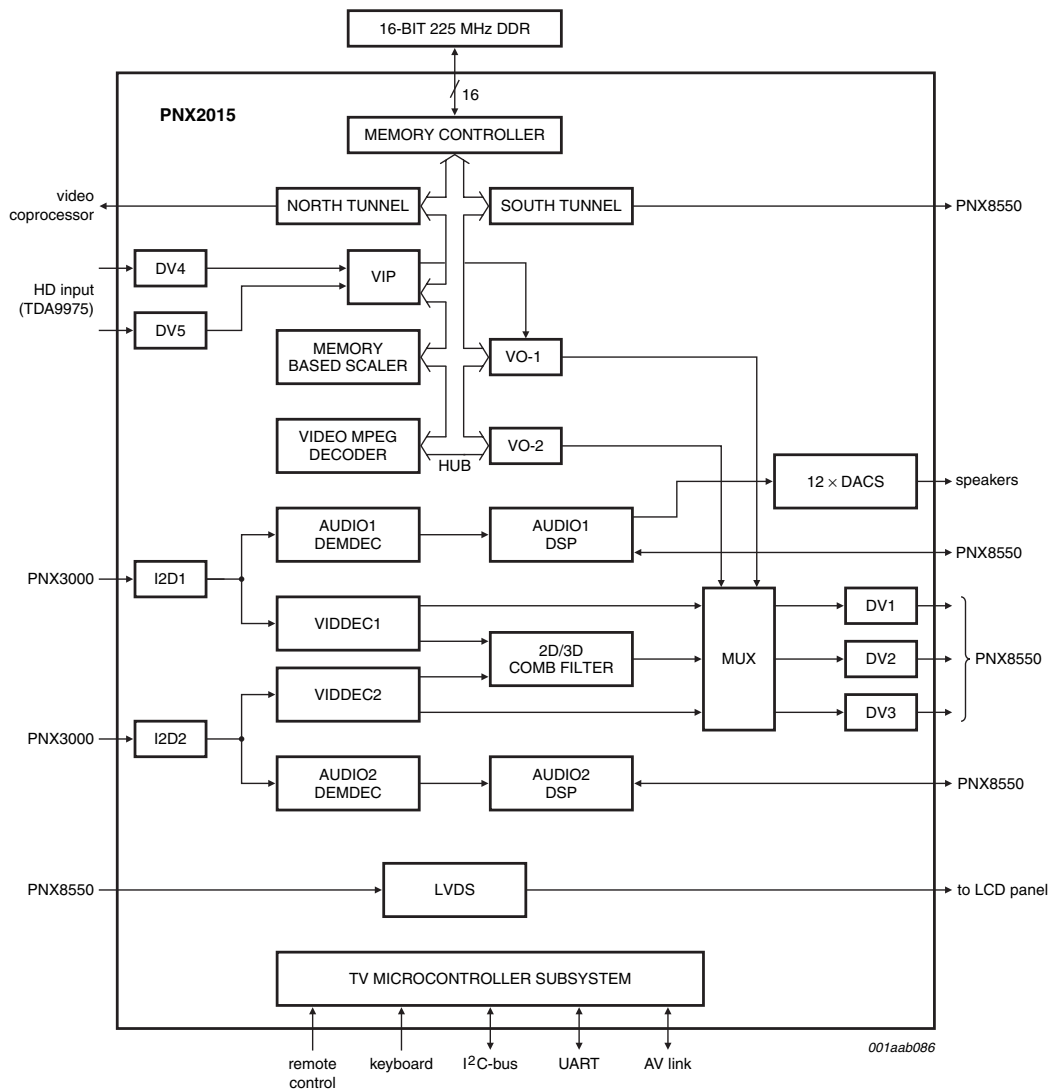 16-BIT 225 MHz DDR
16
PNX2015
MEMORY CONTROLLER
video
coprocessor
NORTH TUNNEL
SOUTH TUNNEL
PNX8550
DV4
VIP
HD input
(TDA9975)
DV5
MEMORY
BASED SCALER
VO-1
VIDEO MPEG
DECODER
HUB
VO-2
12 × DACS
speakers
AUDIO1
DEMDEC
AUDIO1
DSP
PNX8550
PNX3000
I2D1
VIDDEC1
2D/3D
COMB FILTER
MUX
DV1
DV2
DV3
PNX8550
VIDDEC2
PNX3000
I2D2
AUDIO2
DEMDEC
AUDIO2
DSP
PNX8550
PNX8550
LVDS
to LCD panel
TV MICROCONTROLLER SUBSYSTEM
remote
control
keyboard
I²C-bus
UART
AV link
001aab086